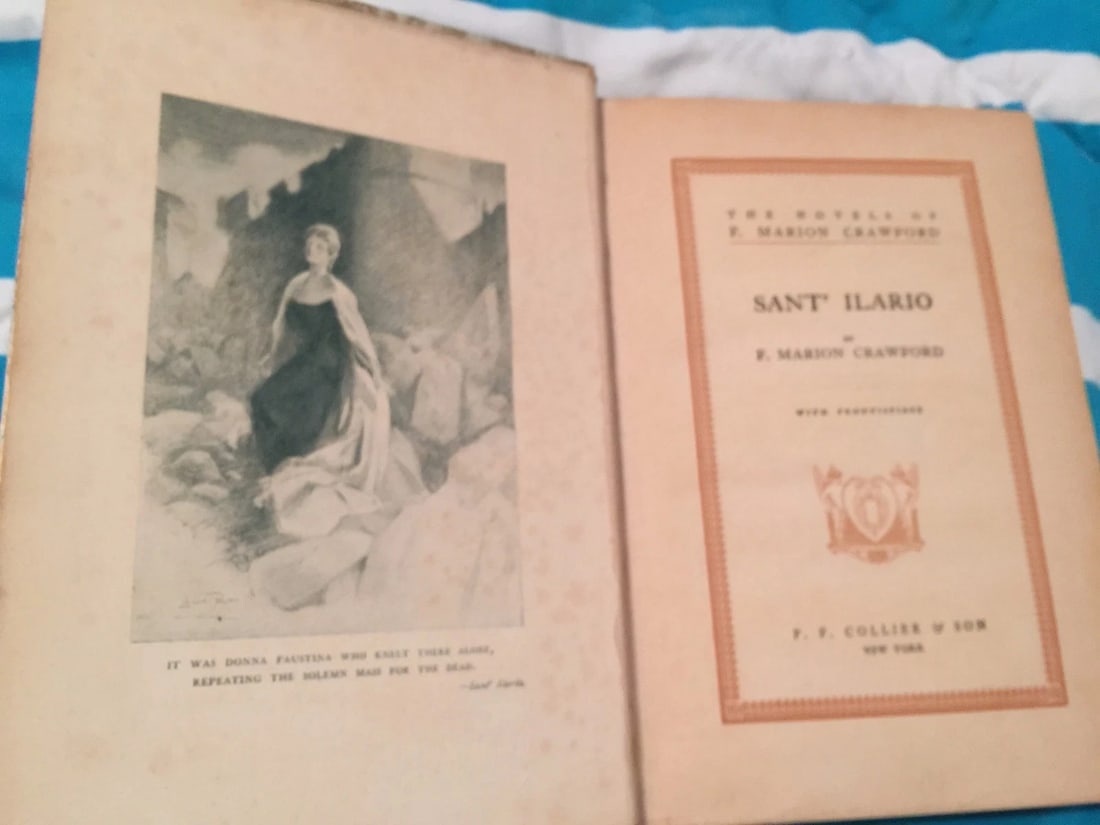 IT WAS DONNA FAUSTINA WHO KNELT THERE ALONE,
REPEATING THE SOLEMN MASS FOR THE DEAD.
—Sant' Ilario
THE NOVELS OF
F. MARION CRAWFORD
SANT' ILARIO
BY
F. MARION CRAWFORD
WITH FRONTISPIECE
P. F. COLLIER & SON
NEW YORK